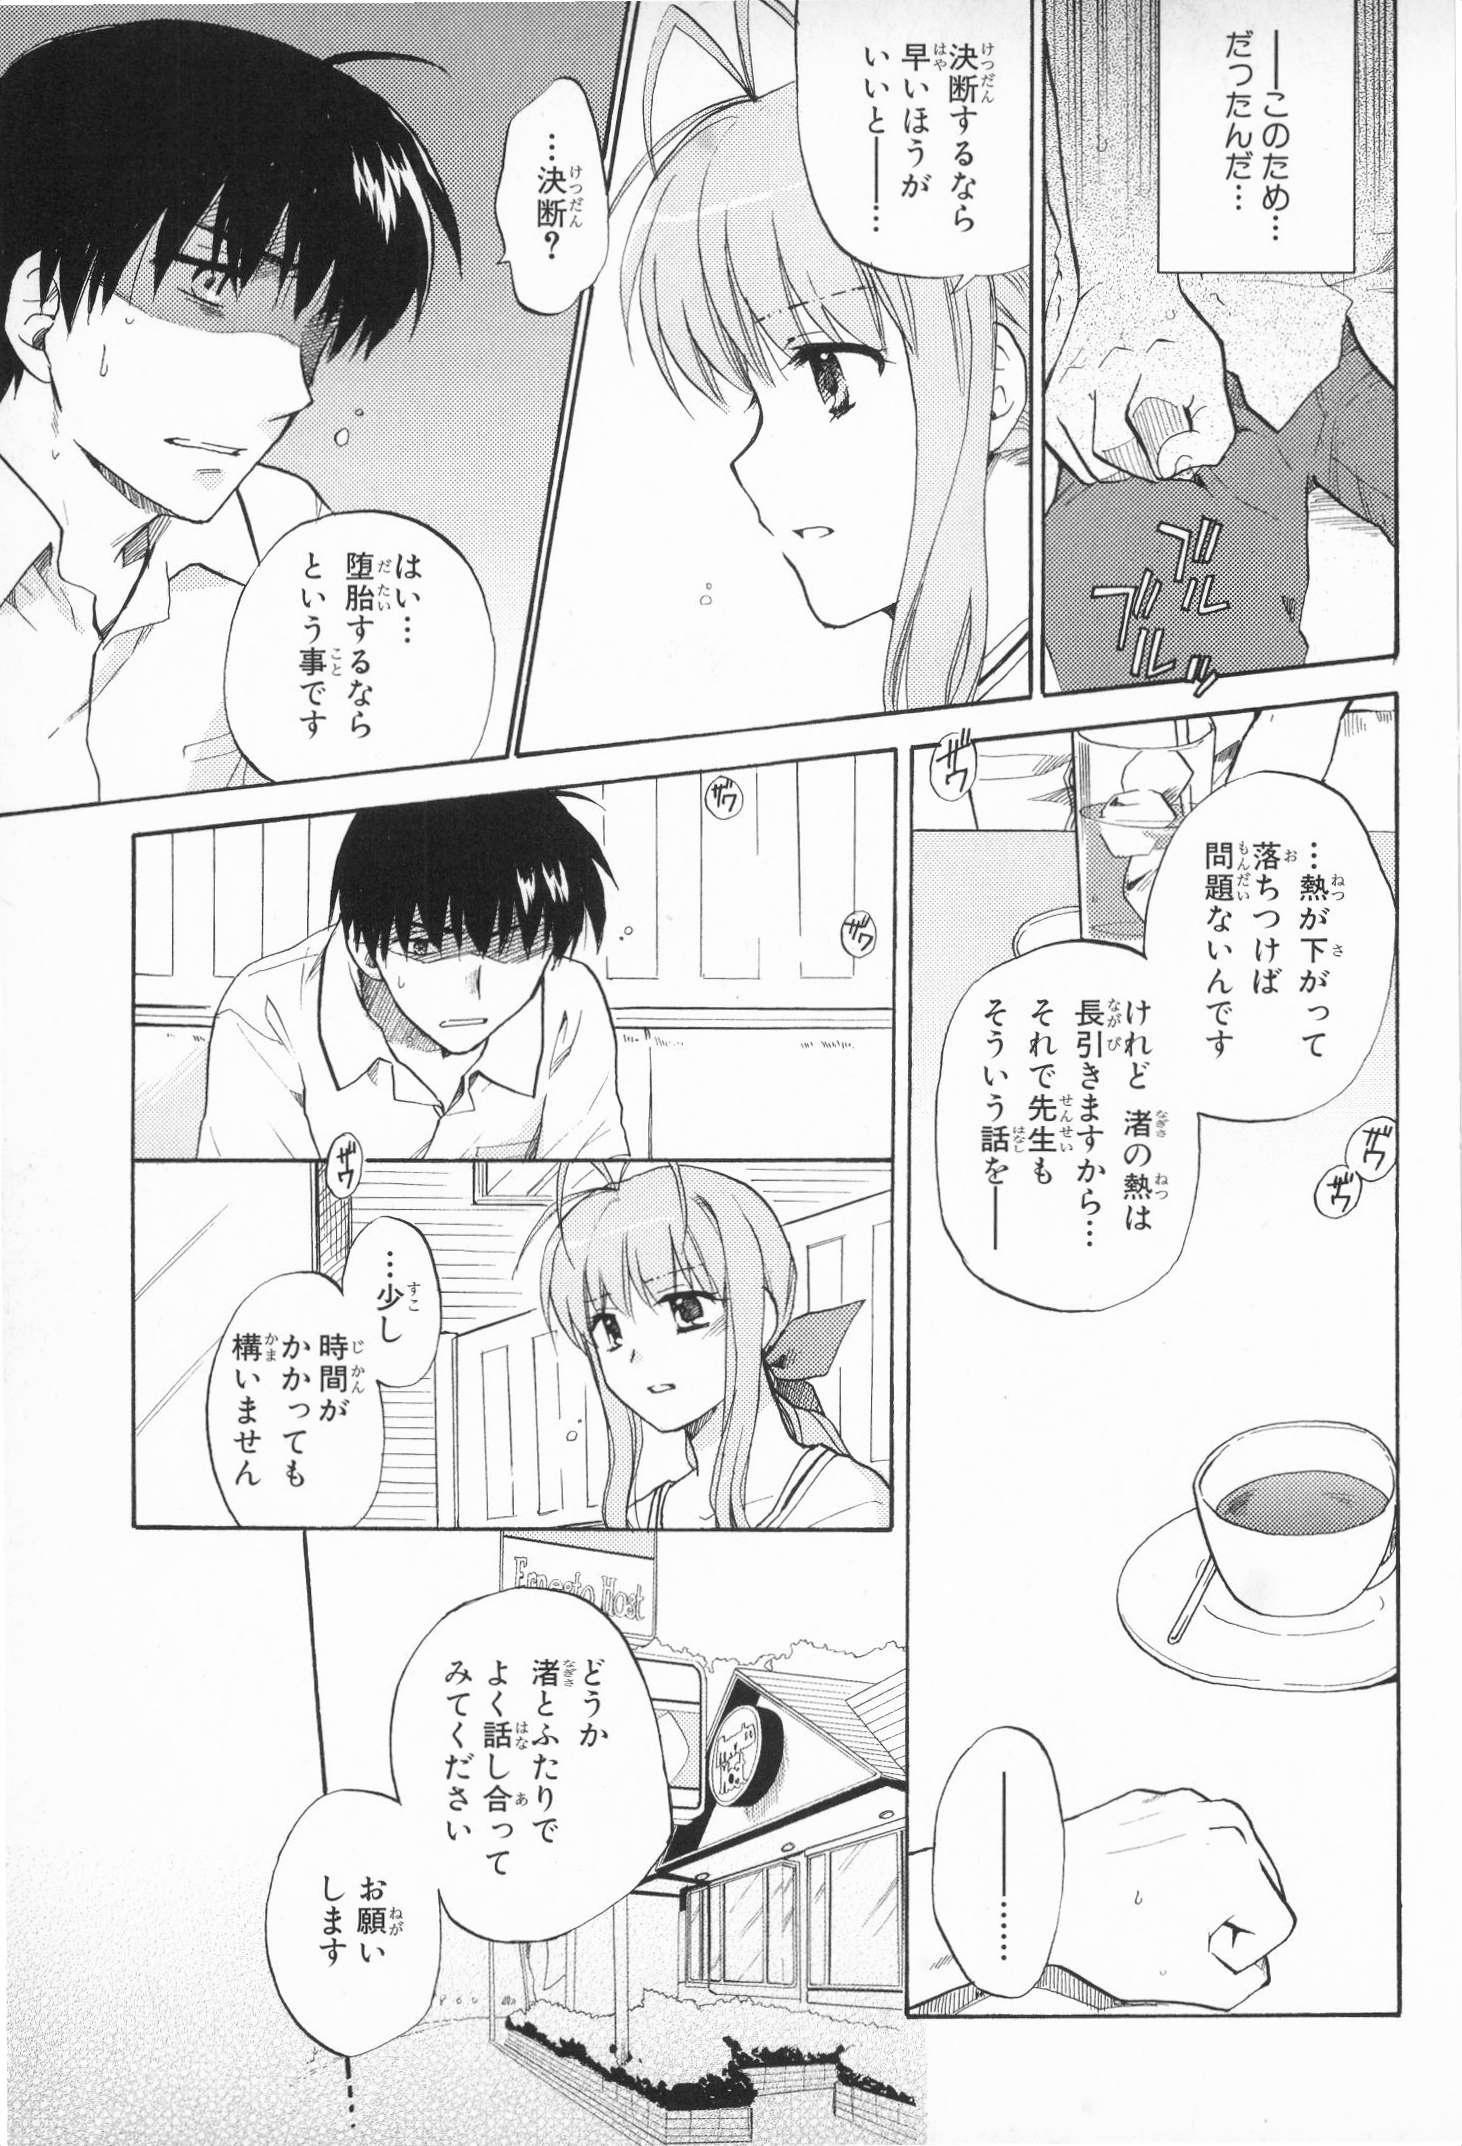 ――このため…
だったんだ…
ブル
ブルルッ
決断するなら
早いほうが
いいと――……
…決断？
はい…
堕胎するなら
という事です
ザワ
…熱が下がって
落ちつけば
問題ないんです
けれど 渚の熱は
長引きますから…
それで先生も
そういう話を――
ザワ
ザワ
――――……
ザワ
ザワ
ザワ
…少し
時間が
かかっても
構いません
Ernesto Host
どうか
渚とふたりで
よく話し合って
みてください
お願い
します